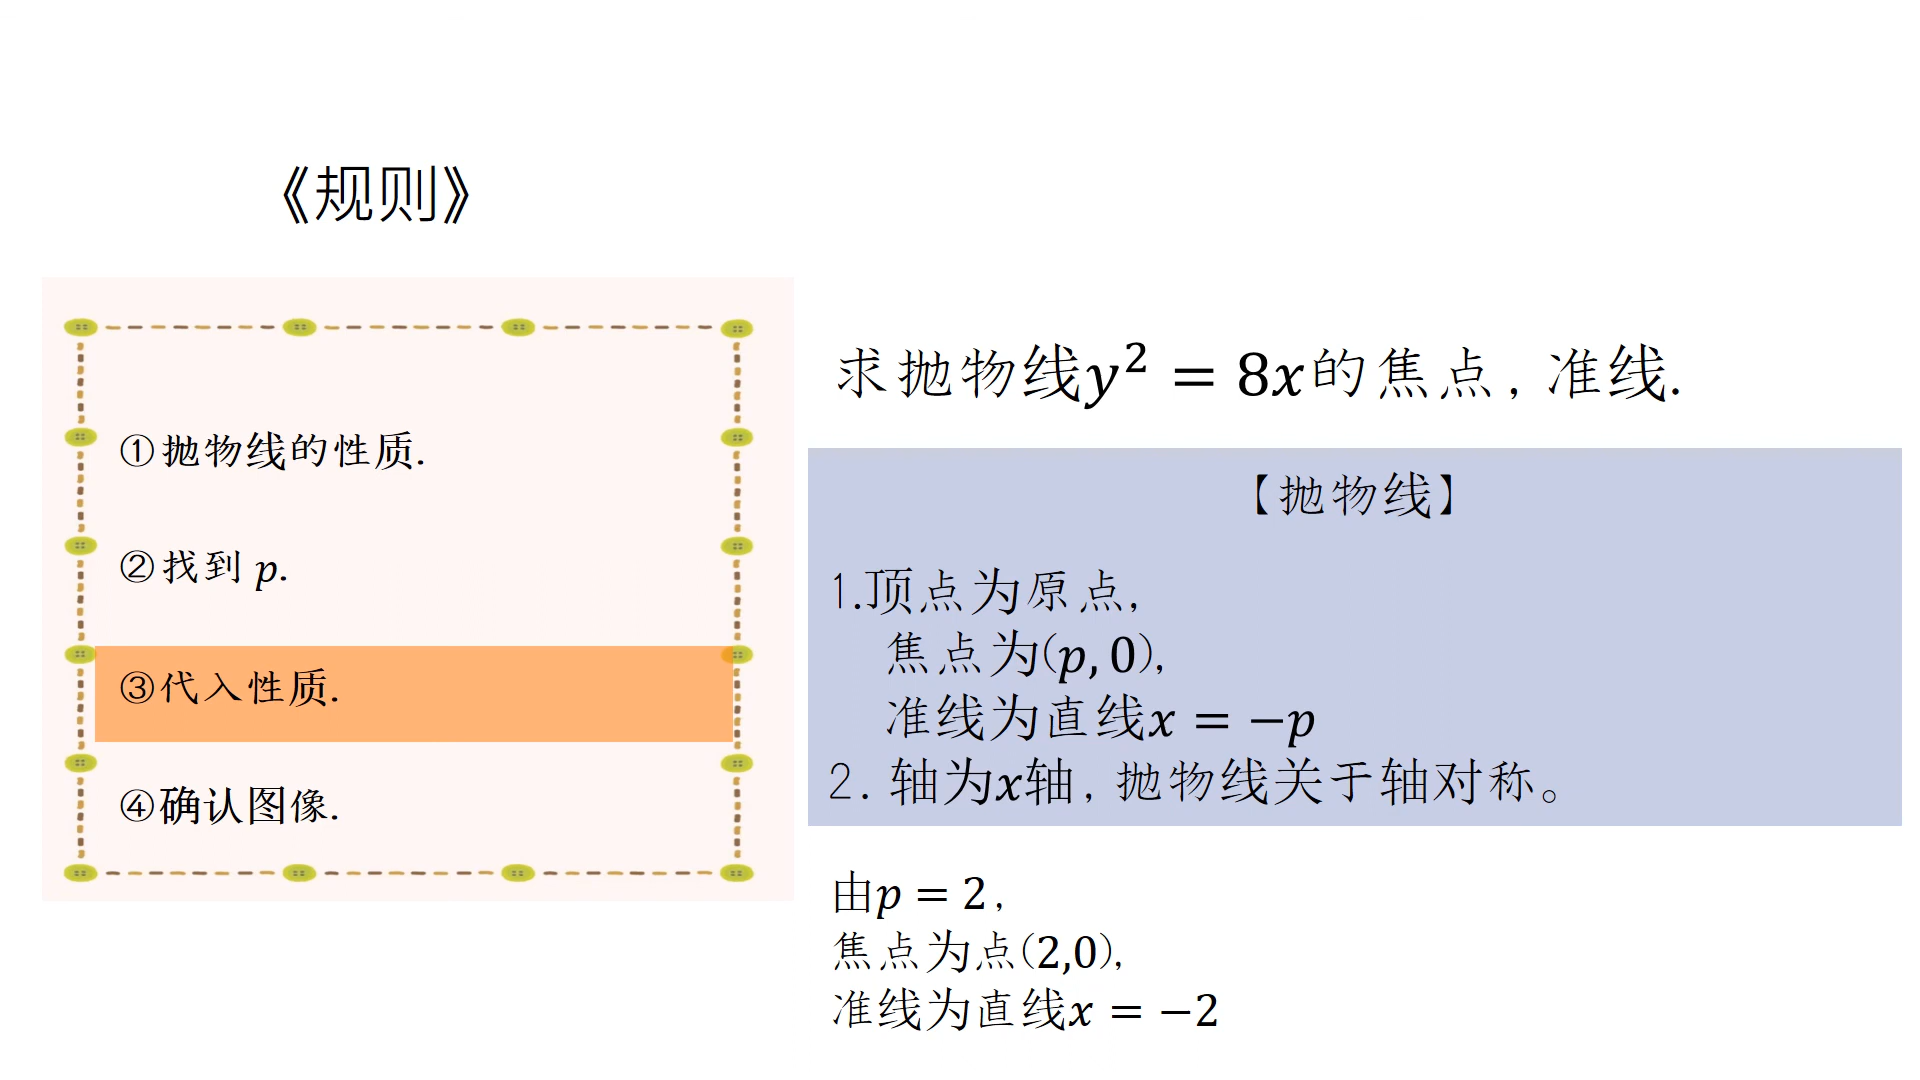 《规则》
①抛物线的性质.
②找到 p.
③代入性质.
④确认图像.
求抛物线y² = 8x的焦点, 准线.
【抛物线】
1.顶点为原点,
焦点为(p, 0),
准线为直线x = −p
2. 轴为x轴, 抛物线关于轴对称。
由p = 2,
焦点为点(2,0),
准线为直线x = −2